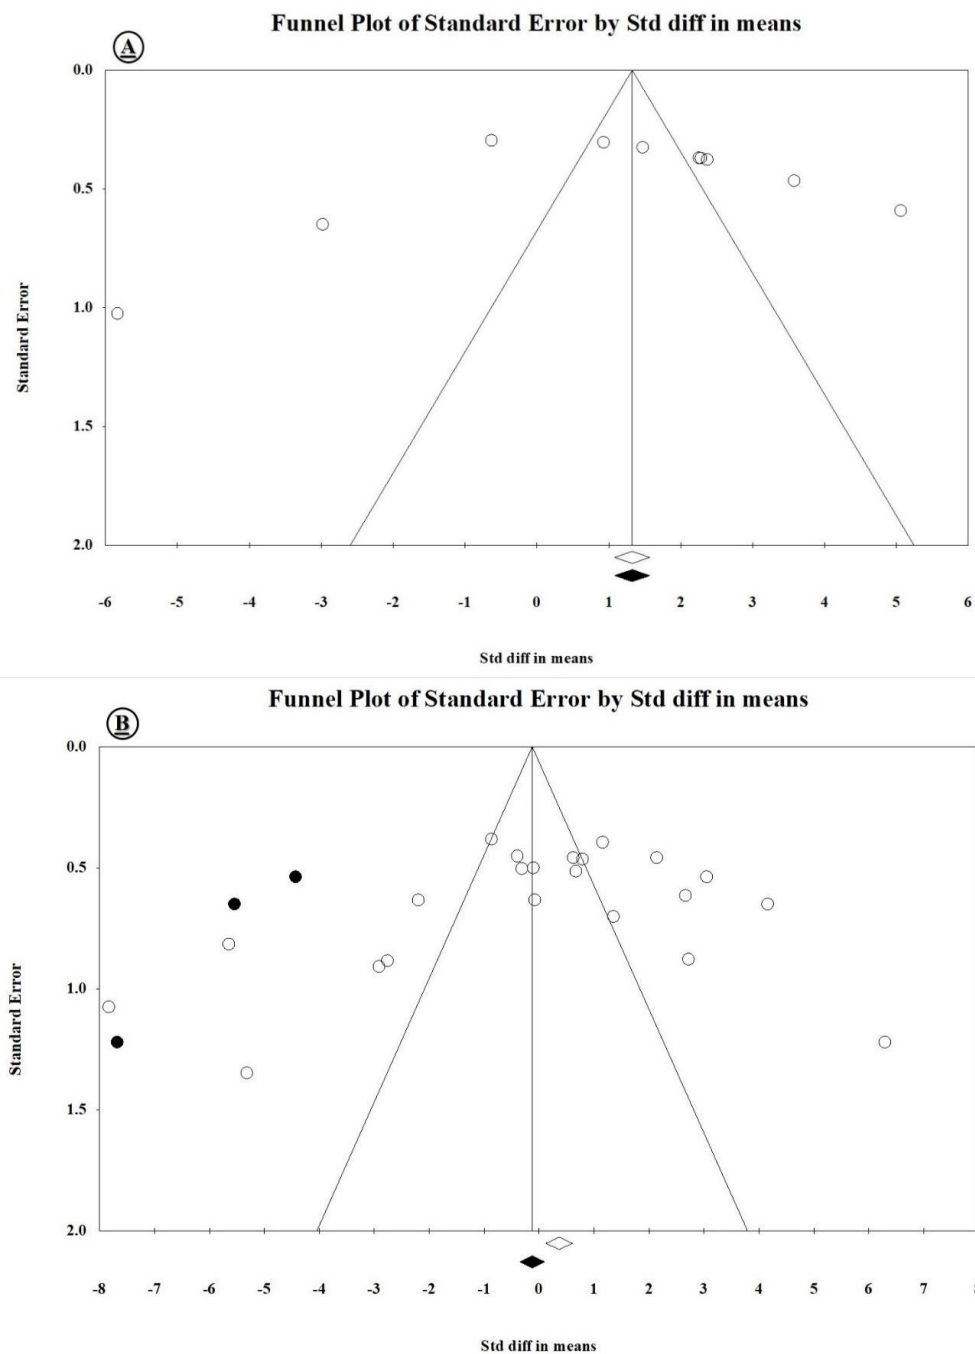 Funnel Plot of Standard Error by Std diff in means
A
0.0
0.5
1.0
1.5
2.0
Standard Error
-6 -5 -4 -3 -2 -1 0 1 2 3 4 5 6
Std diff in means
Funnel Plot of Standard Error by Std diff in means
B
0.0
0.5
1.0
1.5
2.0
Standard Error
-8 -7 -6 -5 -4 -3 -2 -1 0 1 2 3 4 5 6 7
Std diff in means